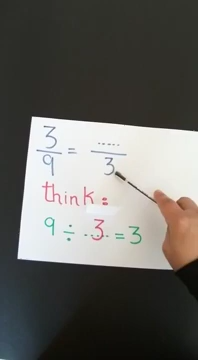 3/9 = ...../3
think:
9 ÷ 3 = 3